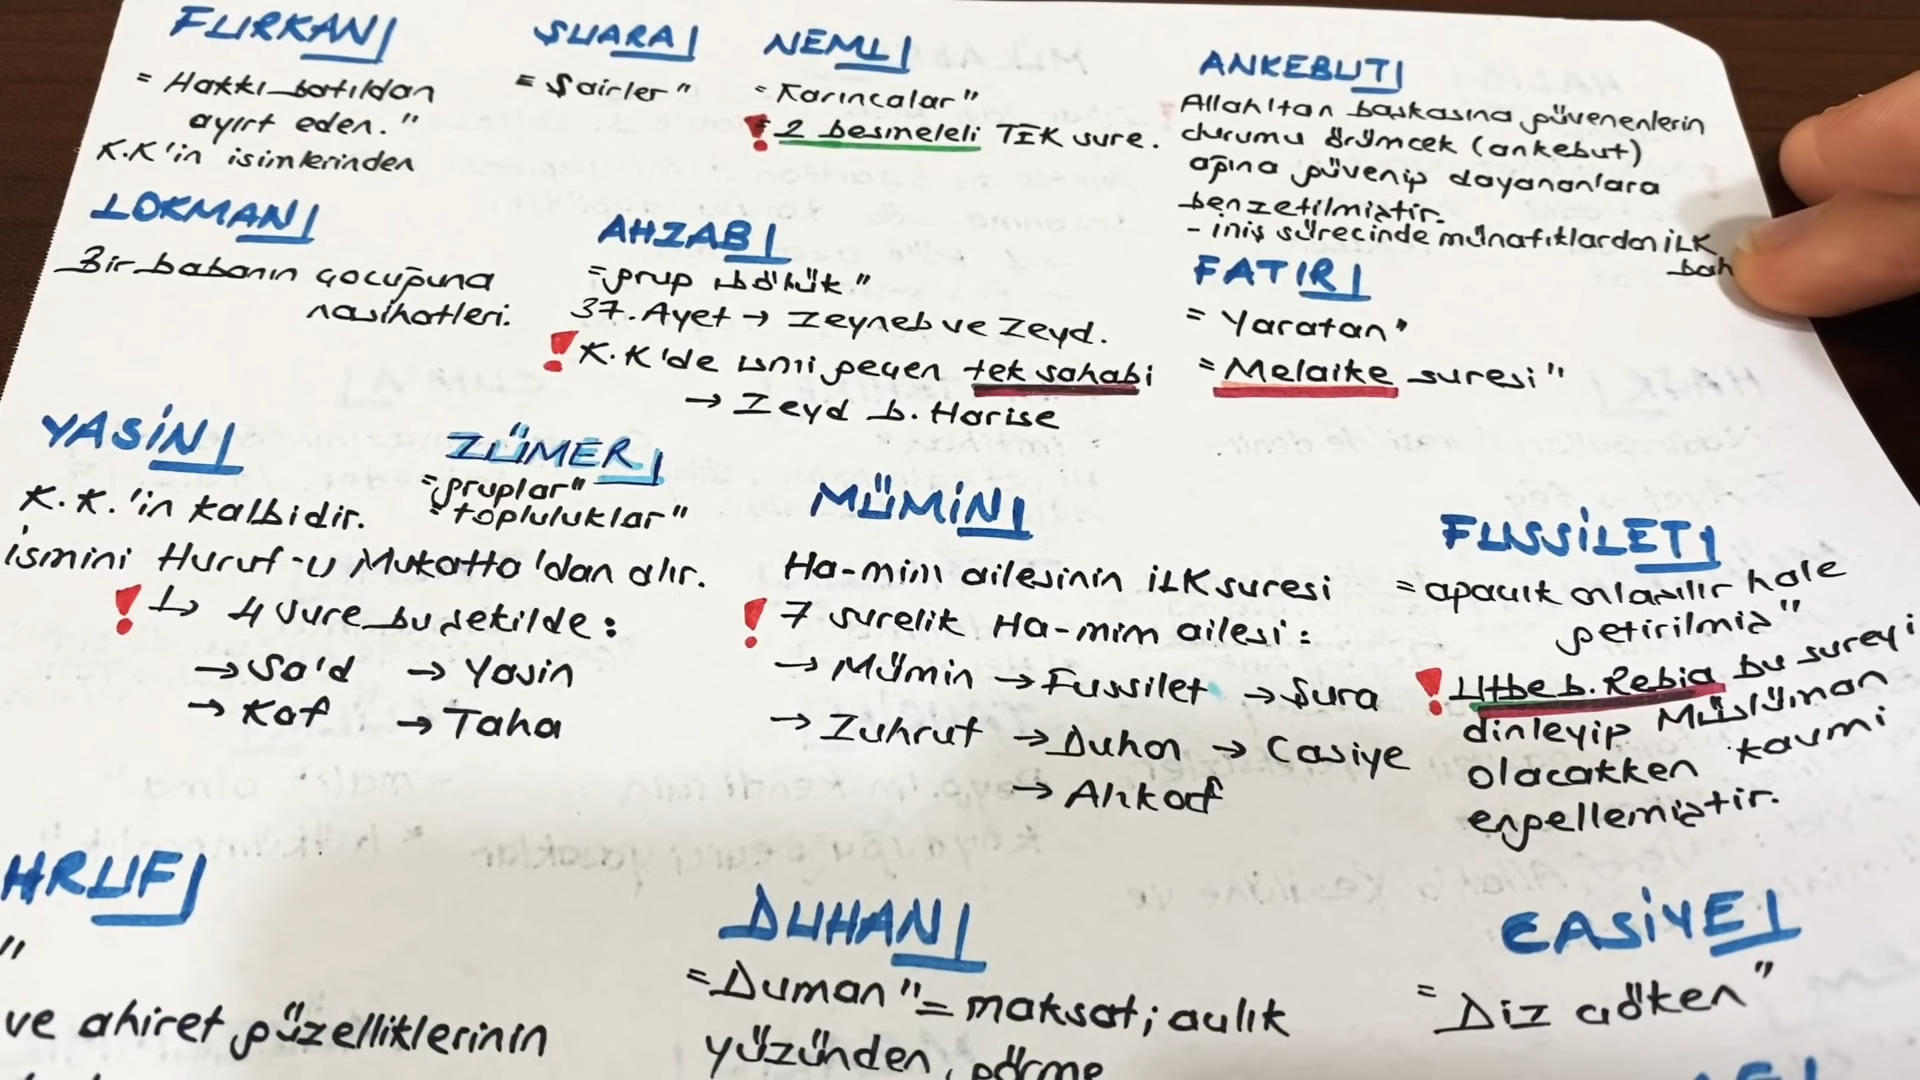 FURKAN
= Hakkı batıldan
ayırt eden."
K.K'in isimlerinden
ŞUARA
= Şairler"
NEML
"Karıncalar"
! 2 besmeleli TEK sure.
ANKEBUT
Allah'tan başkasına güvenenlerin
durumu örümcek (ankebut)
ağına güvenip dayananlara
benzetilmiştir.
- iniş sürecinde münafıklardan iLK
bah
LOKMAN
Bir babanın çocuğuna
nasihatleri.
AHZAB
= grup bölük"
37. Ayet → Zeyneb ve Zeyd.
! K.K'de ismi geçen tek sahabi
→ Zeyd b. Harise
FATIR
= Yaratan"
= Melaike suresi"
YASİN
K.K.'in kalbidir.
ismini Huruf-u Mukatta'dan alır.
! ↳ 4 sure bu şekilde:
→ Sa'd → Yasin
→ Kaf → Taha
ZÜMER
= gruplar"
"topluluklar"
MÜMİN
Ha-mim ailesinin iLK suresi
! 7 surelik Ha-mim ailesi:
→ Mümin → Fussilet → Şura
→ Zuhruf → Duhan → Casiye
→ Ahkaf
FUSSİLET
= apaçık anlaşılır hale
getirilmiş"
! Utbe b. Rebia bu sureyi
dinleyip Müslüman
olacakken kavmi
engellemiştir.
HRUF
"
ve ahiret güzelliklerinin
DUHAN
= Duman" = maksat; açlık
yüzünden, görme
CASİYE
= Diz çöken"